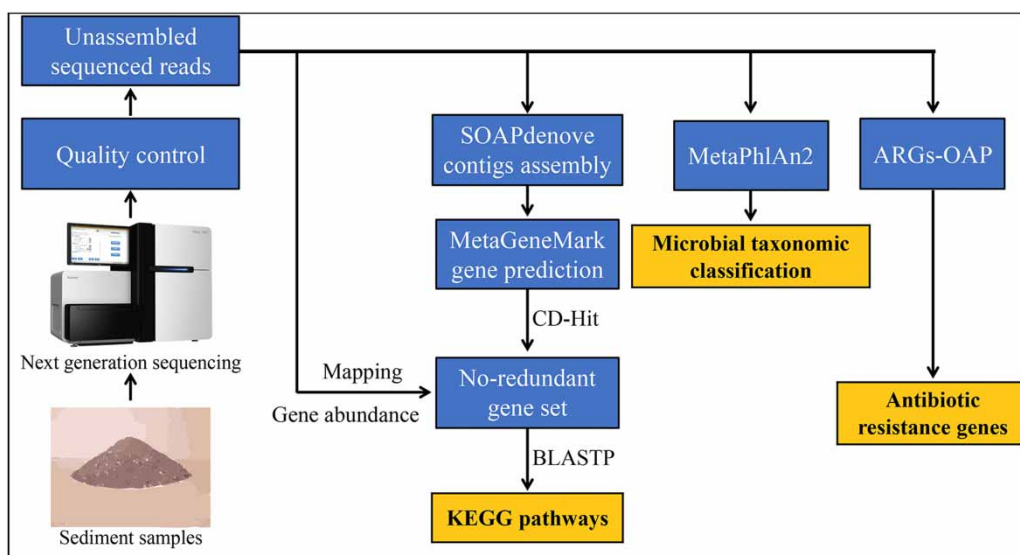 Unassembled
sequenced reads
Quality control
Next generation sequencing
Sediment samples
SOAPdenove
contigs assembly
MetaGeneMark
gene prediction
CD-Hit
Mapping
Gene abundance
No-redundant
gene set
BLASTP
KEGG pathways
MetaPhlAn2
Microbial taxonomic
classification
ARGs-OAP
Antibiotic
resistance genes